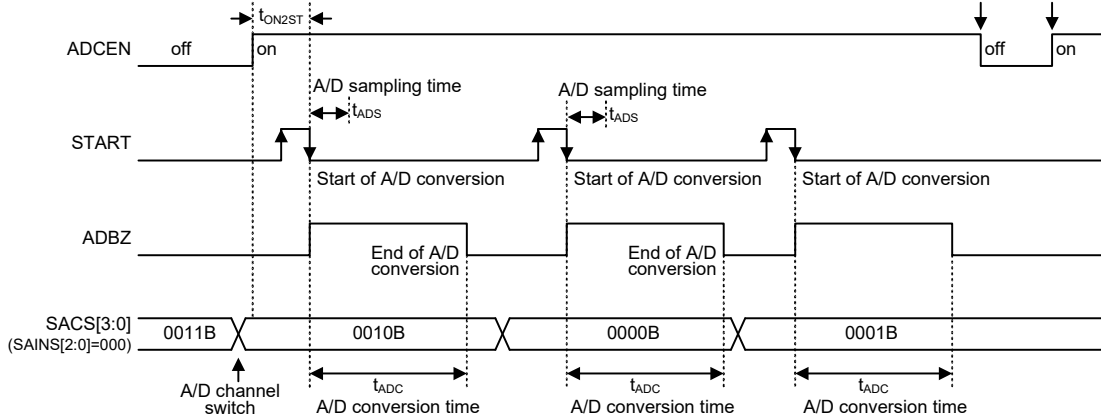 tON2ST
ADCEN off on off on
A/D sampling time A/D sampling time
tADS tADS
START
Start of A/D conversion Start of A/D conversion Start of A/D conversion
ADBZ
End of A/D conversion End of A/D conversion
SACS[3:0]
(SAINS[2:0]=000)
0011B 0010B 0000B 0001B
A/D channel switch
tADC tADC tADC
A/D conversion time A/D conversion time A/D conversion time